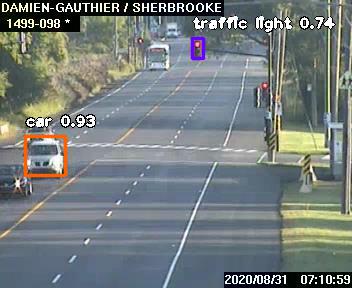 DAMIEN-GAUTHIER / SHERBROOKE
1499-098 *
traffic light 0.74
car 0.93
2020/08/31 07:10:59